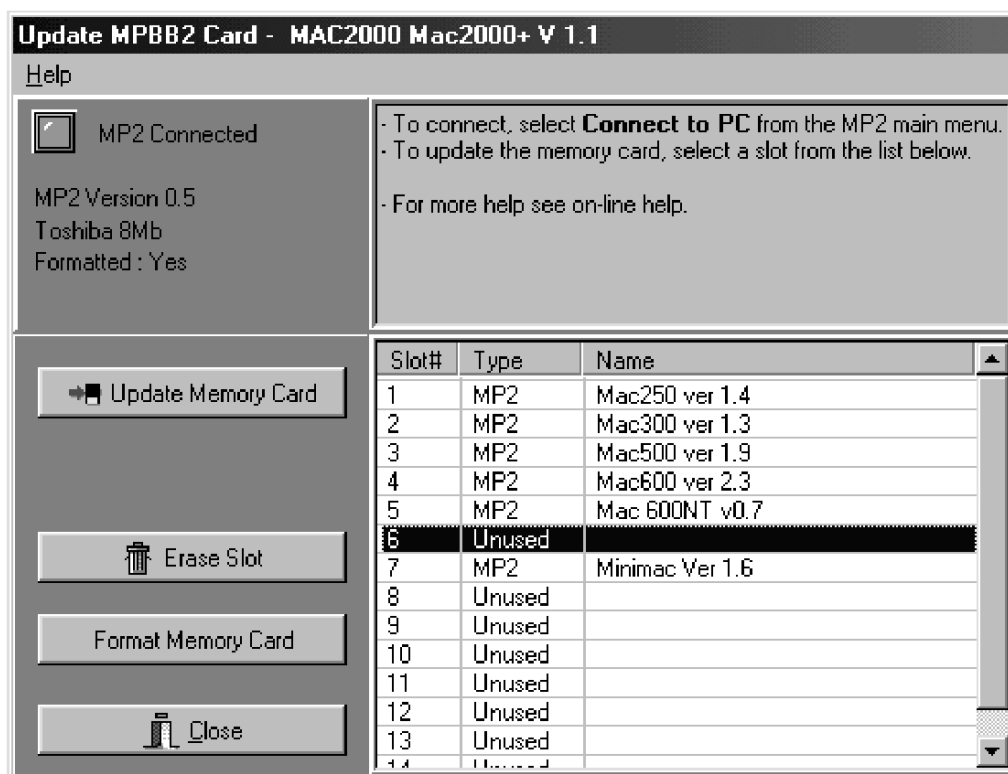 Update MPBB2 Card - MAC2000 Mac2000+ V 1.1
Help
MP2 Connected
MP2 Version 0.5
Toshiba 8Mb
Formatted : Yes
- To connect, select Connect to PC from the MP2 main menu.
- To update the memory card, select a slot from the list below.
- For more help see on-line help.
Update Memory Card
Erase Slot
Format Memory Card
Close
Slot# Type Name
1 MP2 Mac250 ver 1.4
2 MP2 Mac300 ver 1.3
3 MP2 Mac500 ver 1.9
4 MP2 Mac600 ver 2.3
5 MP2 Mac 600NT v0.7
6 Unused
7 MP2 Minimac Ver 1.6
8 Unused
9 Unused
10 Unused
11 Unused
12 Unused
13 Unused